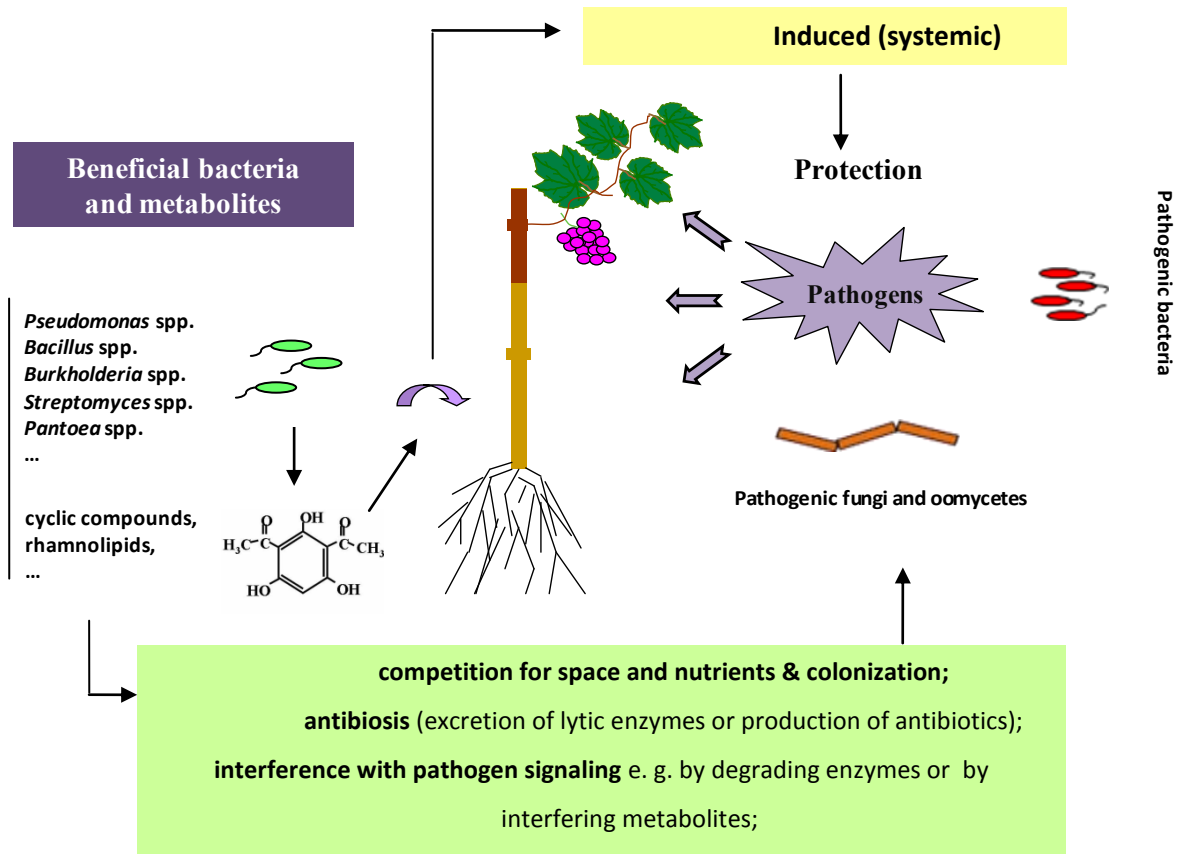 Induced (systemic)
Beneficial bacteria
and metabolites
Protection
Pathogenic bacteria
Pathogens
Pseudomonas spp.
Bacillus spp.
Burkholderia spp.
Streptomyces spp.
Pantoea spp.
...
Pathogenic fungi and oomycetes
cyclic compounds,
rhamnolipids,
...
O OH O
H₃C C C CH₃
HO OH
competition for space and nutrients & colonization;
antibiosis (excretion of lytic enzymes or production of antibiotics);
interference with pathogen signaling e. g. by degrading enzymes or by
interfering metabolites;